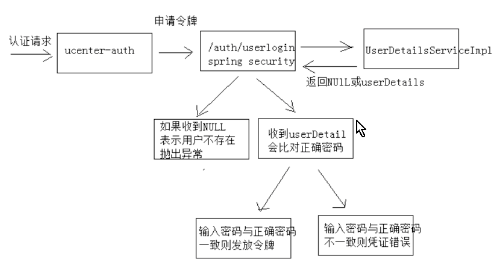 申请令牌
认证请求
ucenter-auth
/auth/userlogin
spring security
UserDetailsServiceImpl
返回NUll或userDetails
如果收到NULL
表示用户不存在
抛出异常
收到userDetail
会比对正确密码
输入密码与正确密码
一致则发放令牌
输入密码与正确密码
不一致则凭证错误